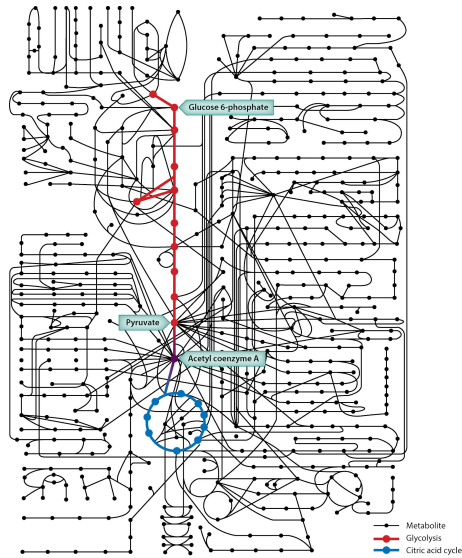 Glucose 6-phosphate
Pyruvate
Acetyl coenzyme A
Metabolite
Glycolysis
Citric acid cycle